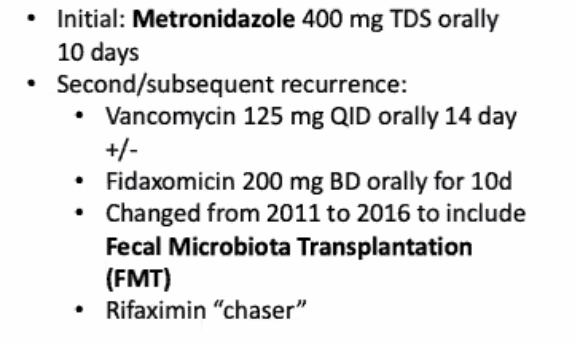 • Initial: Metronidazole 400 mg TDS orally
10 days
• Second/subsequent recurrence:
• Vancomycin 125 mg QID orally 14 day
+/-
• Fidaxomicin 200 mg BD orally for 10d
• Changed from 2011 to 2016 to include
Fecal Microbiota Transplantation
(FMT)
• Rifaximin “chaser”